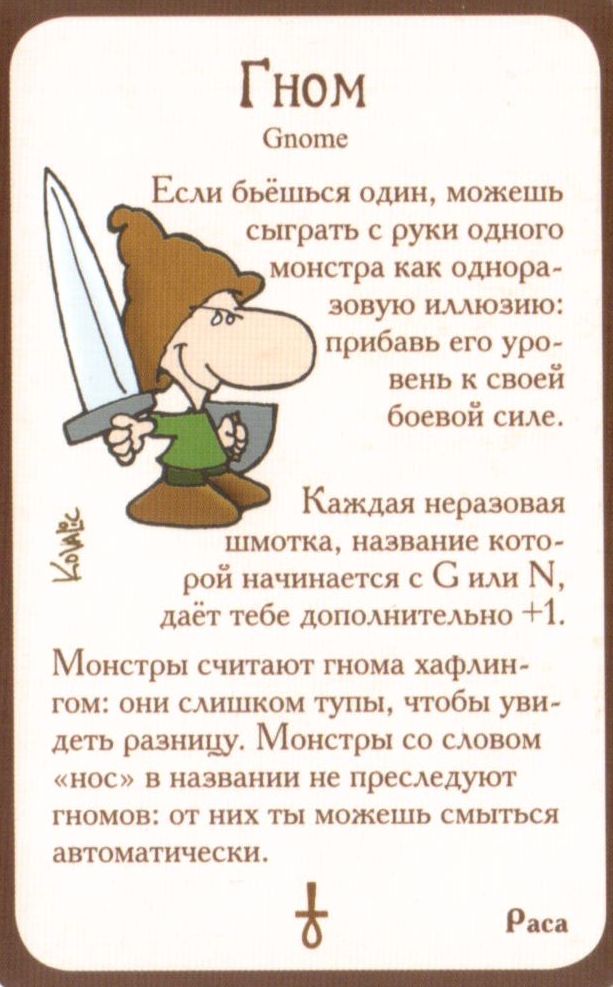 Гном
Gnome
Если бьёшься один, можешь
сыграть с руки одного
монстра как однора-
зовую иллюзию:
прибавь его уро-
вень к своей
боевой силе.
Каждая неразовая
шмотка, название кото-
рой начинается с G или N,
даёт тебе дополнительно +1.
Kovalic
Монстры считают гнома хафлин-
гом: они слишком тупы, чтобы уви-
деть разницу. Монстры со словом
«нос» в названии не преследуют
гномов: от них ты можешь смыться
автоматически.
Раса